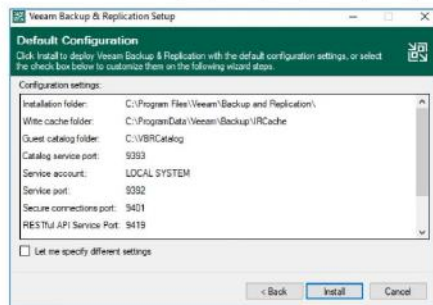 Veeam Backup & Replication Setup
Default Configuration
Click Install to deploy Veeam Backup & Replication with the default configuration settings, or select
the check box below to customize them on the following wizard steps.
Configuration settings:
Installation folder: C:\Program Files\Veeam\Backup and Replication\
Write cache folder: C:\ProgramData\Veeam\Backup\IRCache
Guest catalog folder: C:\VBRCatalog
Catalog service port: 9393
Service account: LOCAL SYSTEM
Service port: 9392
Secure connections port: 9401
RESTful API Service Port: 9419
Let me specify different settings
< Back Install Cancel